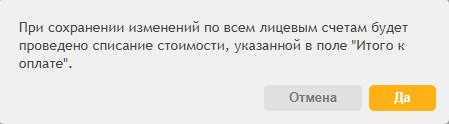 При сохранении изменений по всем лицевым счетам будет
проведено списание стоимости, указанной в поле "Итого к
оплате".
Отмена
Да